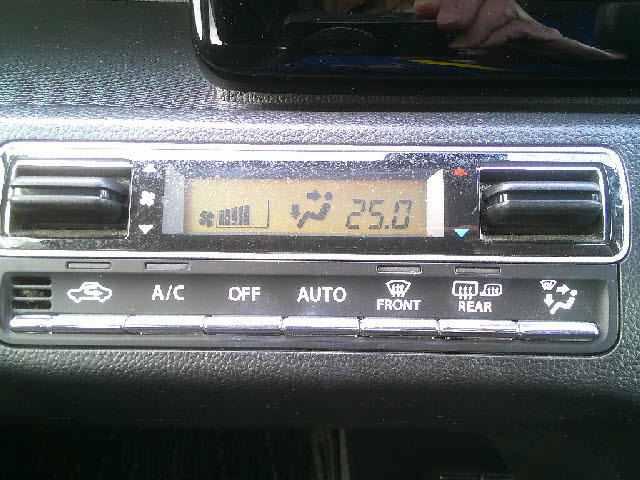 25.0
A/C OFF AUTO FRONT REAR